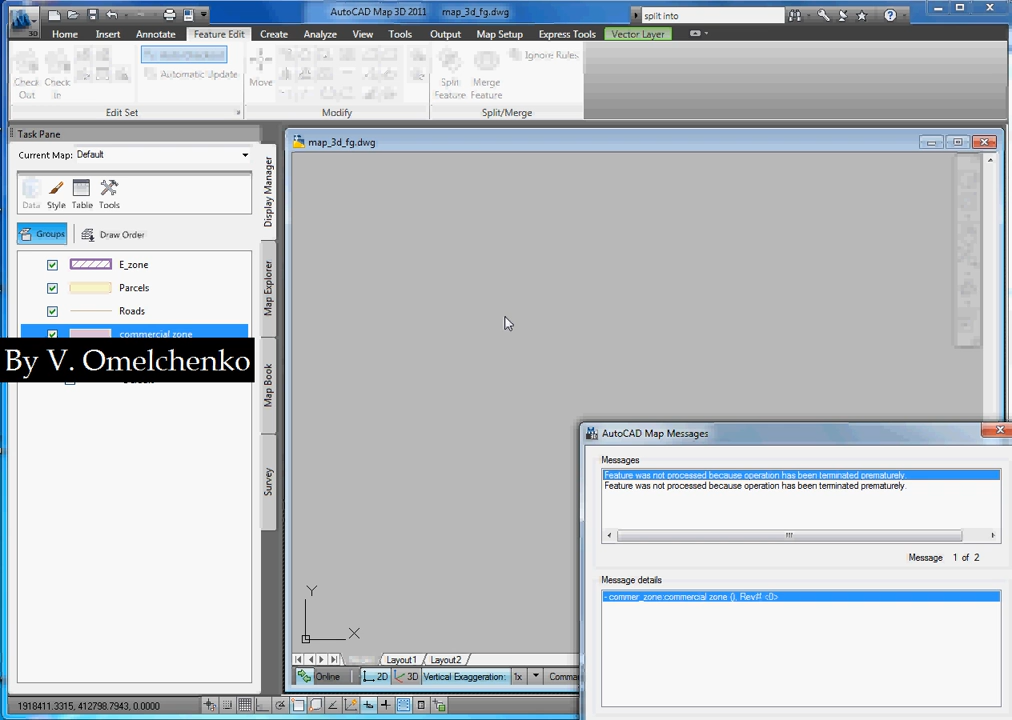 AutoCAD Map 3D 2011 map_3d_fg.dwg
split into
3D
Home Insert Annotate Feature Edit Create Analyze View Tools Output Map Setup Express Tools Vector Layer
Check Out
Check In
Automatic Update
Move
Split Feature
Merge Feature
Ignore Rules
Edit Set
Modify
Split/Merge
Task Pane
map_3d_fg.dwg
Current Map: Default
Data Style Table Tools
Groups Draw Order
E_zone
Parcels
Roads
commercial zone
By V. Omelchenko
Display Manager
Map Explorer
Map Book
Survey
AutoCAD Map Messages
Messages
Feature was not processed because operation has been terminated prematurely.
Feature was not processed because operation has been terminated prematurely.
Message 1 of 2
Message details
- commer_zone:commercial zone (), Rev# <0>
Y
X
Layout1 Layout2
Online 2D 3D Vertical Exaggeration: 1x
1918411.3315, 412798.7943, 0.0000